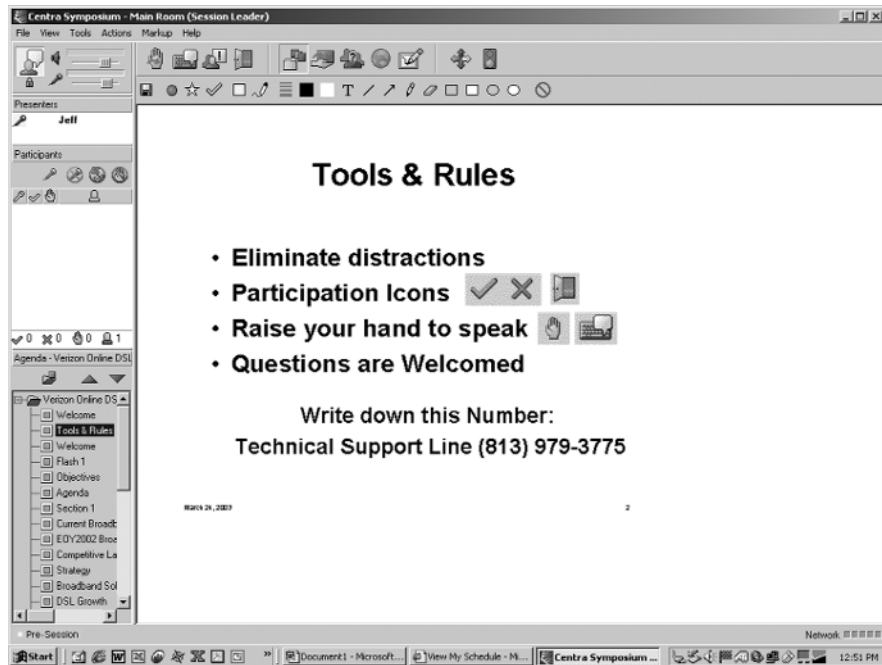 Centra Symposium - Main Room (Session Leader)
File View Tools Actions Markup Help
Presenters
Jeff
Participants
0 0 0 1
Agenda - Verizon Online DSL
Verizon Online DS
Welcome
Tools & Rules
Welcome
Flash 1
Objectives
Agenda
Section 1
Current Broadb
EOY2002 Broa
Competitive La
Strategy
Broadband Sol
DSL Growth
Tools & Rules
• Eliminate distractions
• Participation Icons
• Raise your hand to speak
• Questions are Welcomed
Write down this Number:
Technical Support Line (813) 979-3775
2
Pre-Session
Network
Start
Document1 - Microsoft...
View My Schedule - Mi...
Centra Symposium ...
12:51 PM